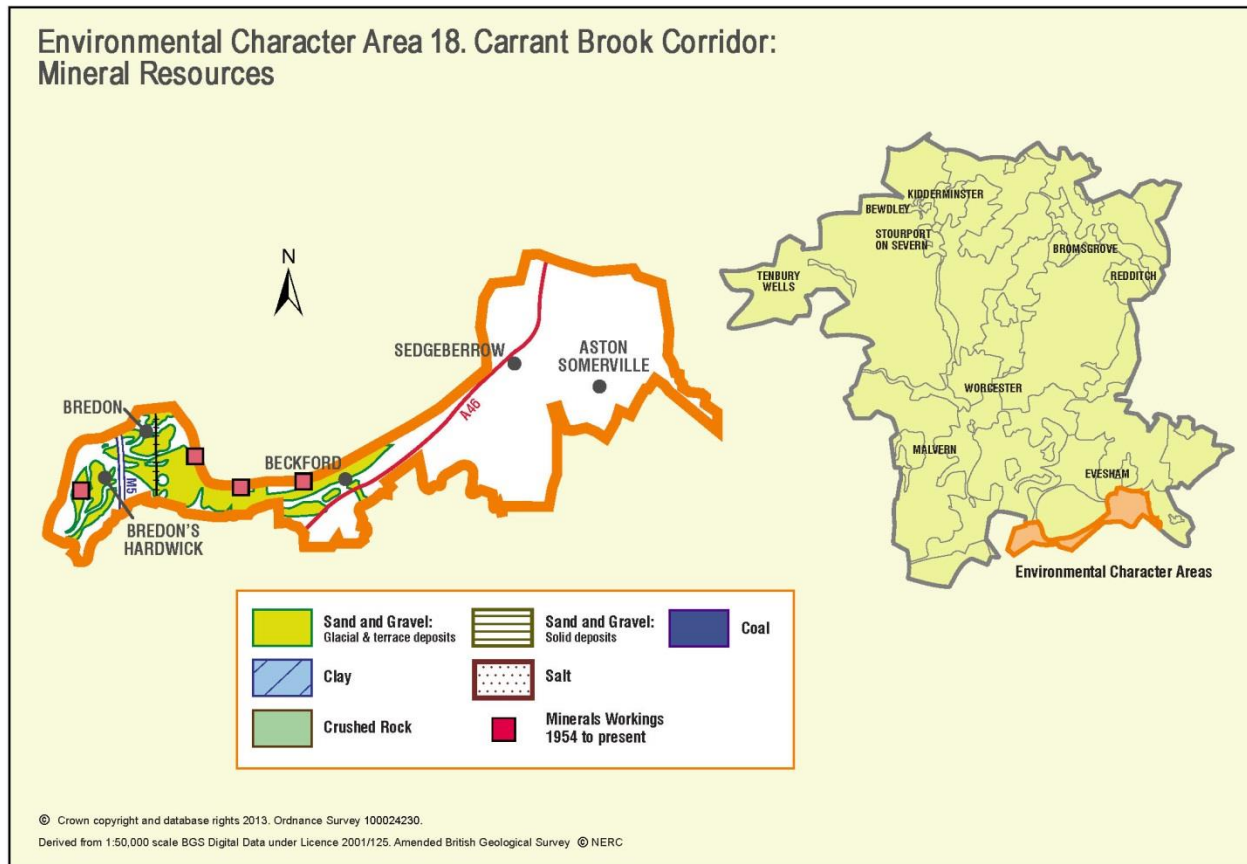 Environmental Character Area 18. Carrant Brook Corridor:
Mineral Resources
N
SEDGEBERROW
ASTON
SOMERVILLE
A46
BREDON
BECKFORD
M5
BREDON'S
HARDWICK
KIDDERMINSTER
BEWDLEY
STOURPORT
ON SEVERN
BROMSGROVE
TENBURY
WELLS
REDDITCH
WORCESTER
MALVERN
EVESHAM
Environmental Character Areas
Sand and Gravel:
Glacial & terrace deposits
Sand and Gravel:
Solid deposits
Coal
Clay
Salt
Crushed Rock
Minerals Workings
1954 to present
© Crown copyright and database rights 2013. Ordnance Survey 100024230.
Derived from 1:50,000 scale BGS Digital Data under Licence 2001/125. Amended British Geological Survey © NERC